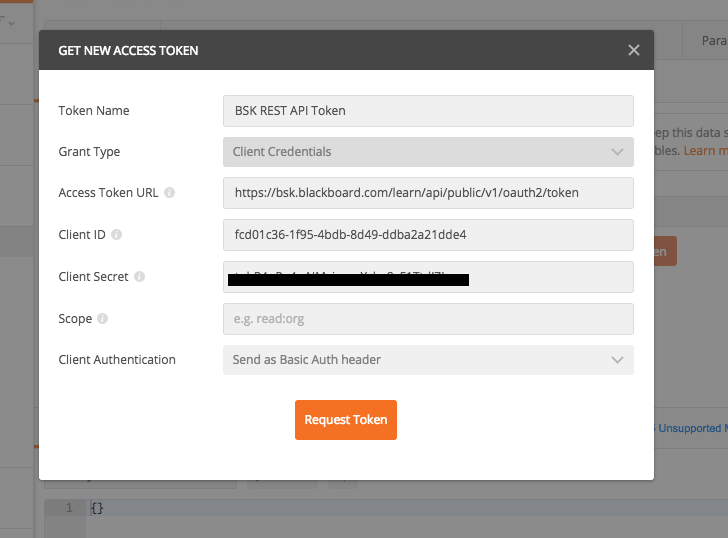 Para
GET NEW ACCESS TOKEN
Token Name
BSK REST API Token
Grant Type
Client Credentials
Access Token URL
https://bsk.blackboard.com/learn/api/public/v1/oauth2/token
Client ID
fcd01c36-1f95-4bdb-8d49-ddba2a21dde4
Client Secret
Scope
e.g. read:org
Client Authentication
Send as Basic Auth header
Request Token
eep this data s
bles. Learn m
en
5 Unsupported M
1 {}